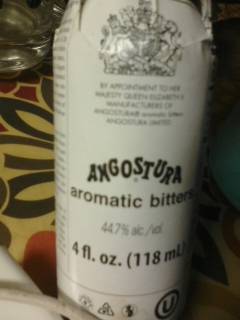 BY APPOINTMENT TO HER
MAJESTY QUEEN ELIZABETH II
MANUFACTURERS OF
ANGOSTURA® aromatic bitters
ANGOSTURA LIMITED
ANGOSTURA
aromatic bitters
44.7% alc./vol.
4 fl. oz. (118 mL)
U